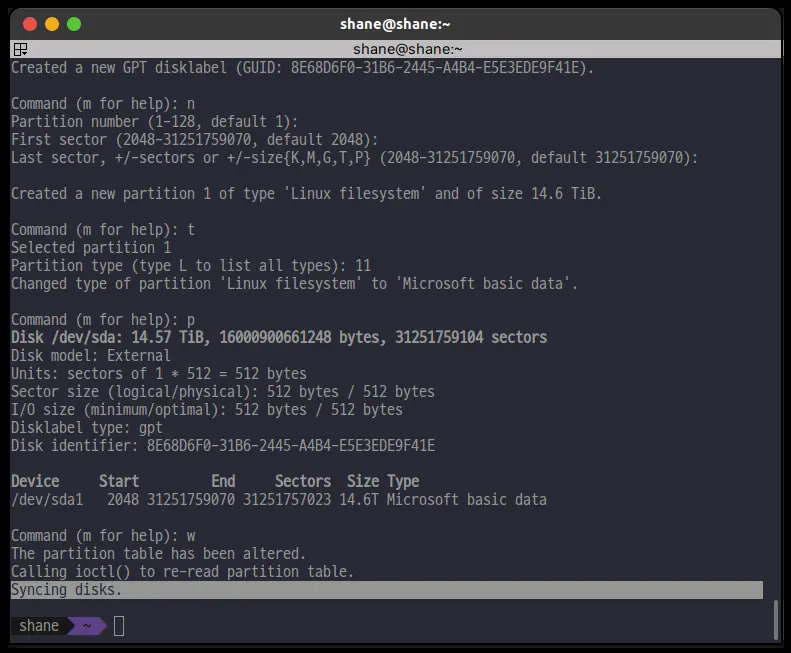 shane@shane:~
shane@shane:~
Created a new GPT disklabel (GUID: 8E68D6F0-31B6-2445-A4B4-E5E3EDE9F41E).
Command (m for help): n
Partition number (1-128, default 1):
First sector (2048-31251759070, default 2048):
Last sector, +/-sectors or +/-size{K,M,G,T,P} (2048-31251759070, default 31251759070):
Created a new partition 1 of type 'Linux filesystem' and of size 14.6 TiB.
Command (m for help): t
Selected partition 1
Partition type (type L to list all types): 11
Changed type of partition 'Linux filesystem' to 'Microsoft basic data'.
Command (m for help): p
Disk /dev/sda: 14.57 TiB, 16000900661248 bytes, 31251759104 sectors
Disk model: External
Units: sectors of 1 * 512 = 512 bytes
Sector size (logical/physical): 512 bytes / 512 bytes
I/O size (minimum/optimal): 512 bytes / 512 bytes
Disklabel type: gpt
Disk identifier: 8E68D6F0-31B6-2445-A4B4-E5E3EDE9F41E
Device Start End Sectors Size Type
/dev/sda1 2048 31251759070 31251757023 14.6T Microsoft basic data
Command (m for help): w
The partition table has been altered.
Calling ioctl() to re-read partition table.
Syncing disks.
shane ~